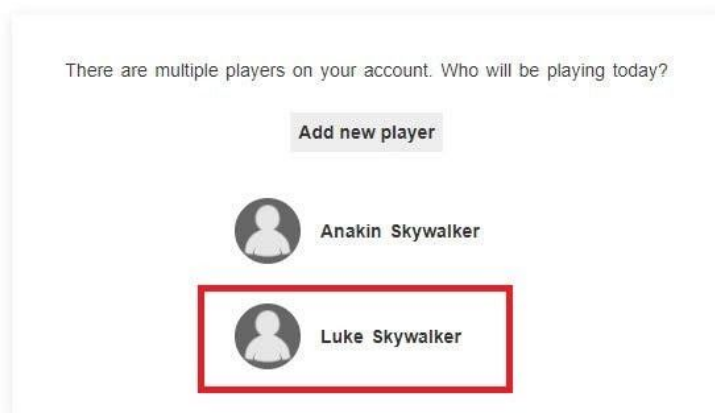 There are multiple players on your account. Who will be playing today?
Add new player
Anakin Skywalker
Luke Skywalker